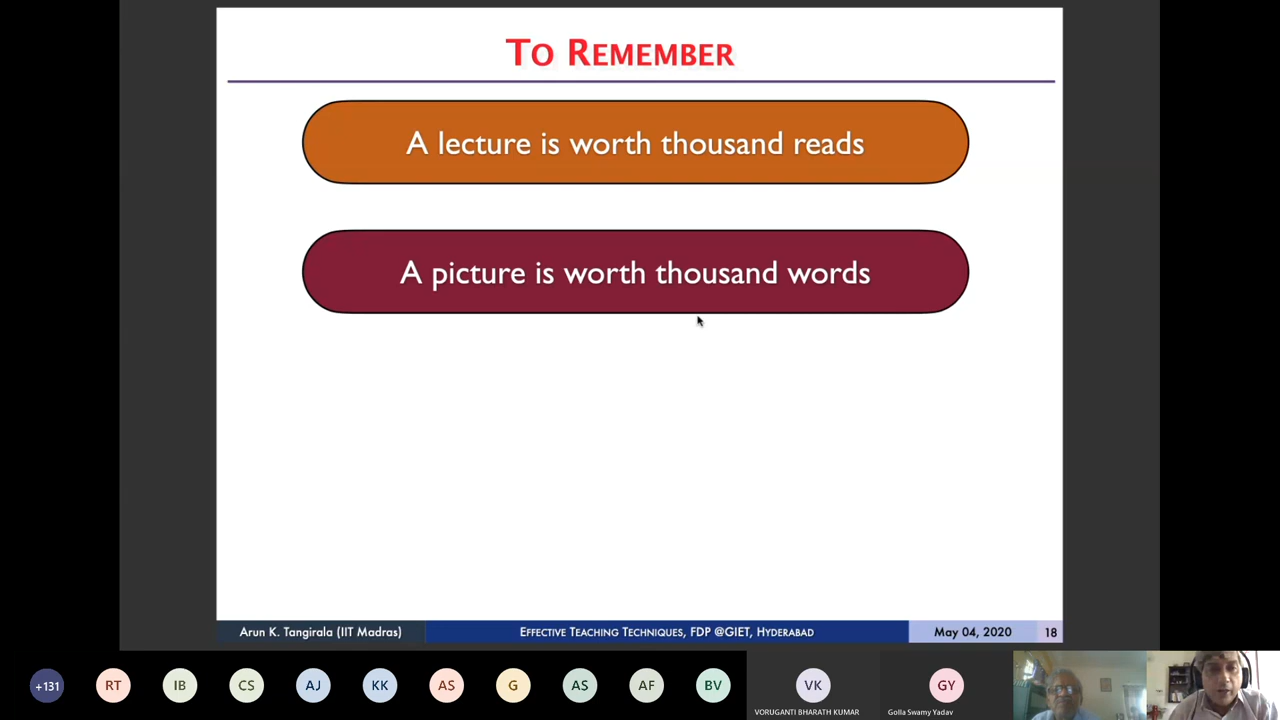 To Remember
A lecture is worth thousand reads
A picture is worth thousand words
Arun K. Tangirala (IIT Madras) Effective Teaching Techniques, FDP @GIET, Hyderabad May 04, 2020 18
+131 RT IB CS AJ KK AS G AS AF BV VK GY
VORUGANTI BHARATH KUMAR Golla Swamy Yadav